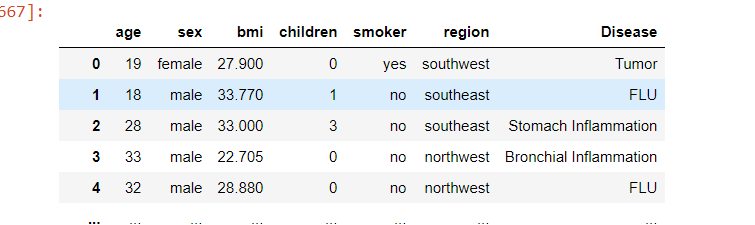 667]:
age sex bmi children smoker region Disease
0 19 female 27.900 0 yes southwest Tumor
1 18 male 33.770 1 no southeast FLU
2 28 male 33.000 3 no southeast Stomach Inflammation
3 33 male 22.705 0 no northwest Bronchial Inflammation
4 32 male 28.880 0 no northwest FLU
... ... ... ... ... ... ... ...